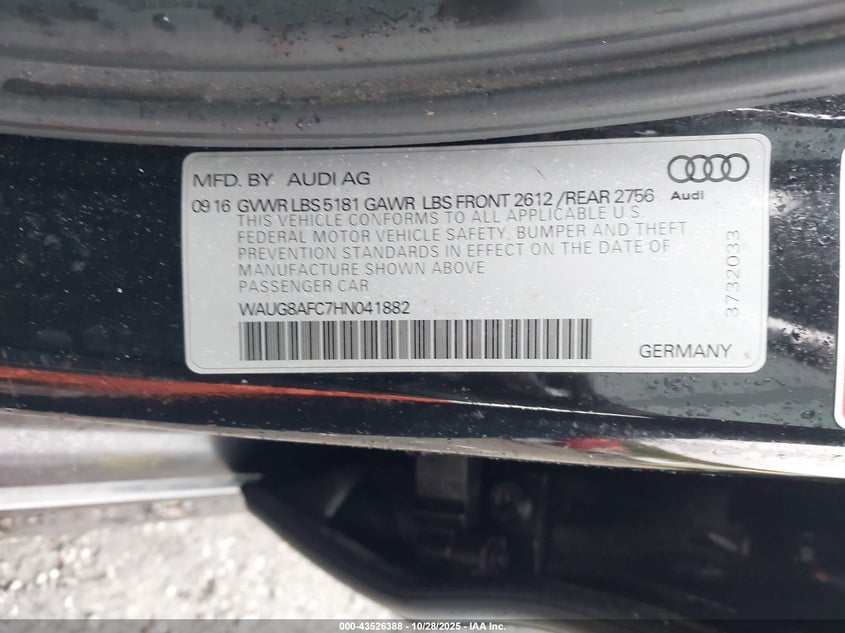 MFD. BY AUDI AG
Audi
09 16 GVWR LBS 5181 GAWR LBS FRONT 2612 /REAR 2756
THIS VEHICLE CONFORMS TO ALL APPLICABLE U.S.
FEDERAL MOTOR VEHICLE SAFETY, BUMPER AND THEFT
PREVENTION STANDARDS IN EFFECT ON THE DATE OF
MANUFACTURE SHOWN ABOVE
PASSENGER CAR
WAUG8AFC7HN041882
GERMANY
3732033
000-43526388 - 10/28/2025 - IAA Inc.